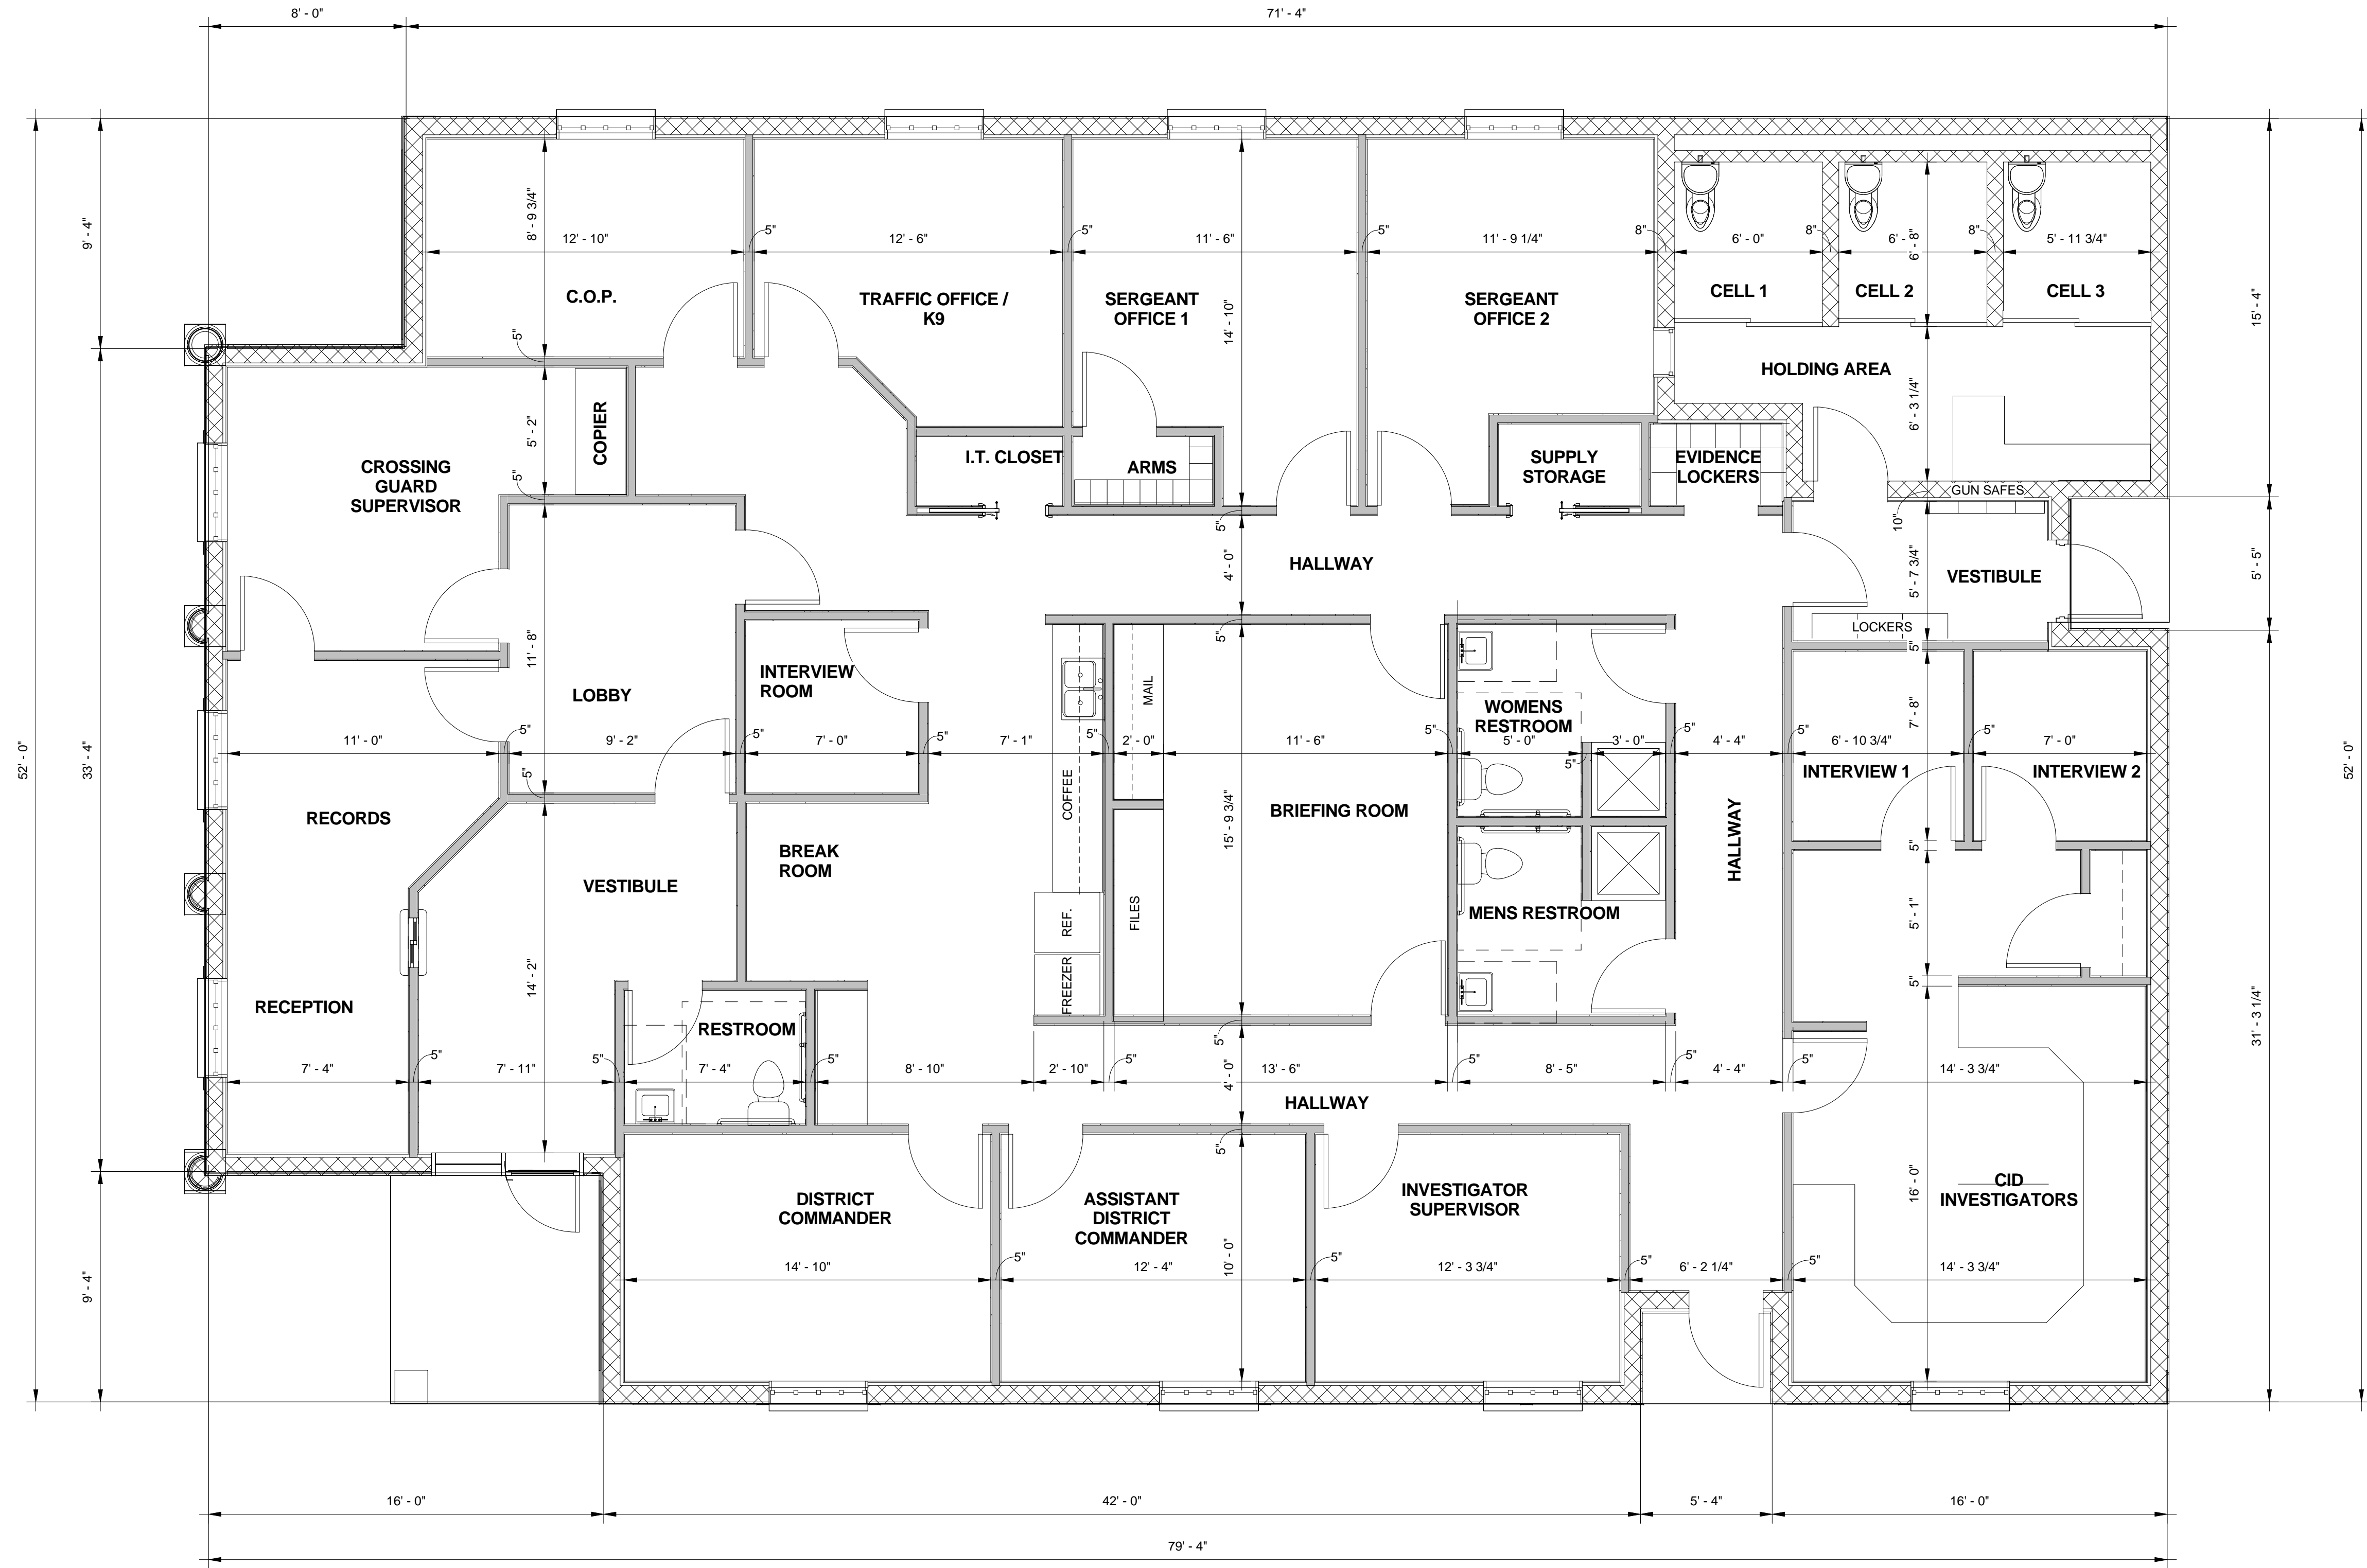 8' - 0"
71' - 4"
9' - 4"
8' - 9 3/4"
12' - 10"
5"
12' - 6"
5"
11' - 6"
5"
11' - 9 1/4"
8"
6' - 0"
8"
6' - 8"
6' - 0"
8"
5' - 11 3/4"
C.O.P.
TRAFFIC OFFICE /
K9
SERGEANT
OFFICE 1
14' - 10"
SERGEANT
OFFICE 2
CELL 1
CELL 2
CELL 3
15' - 4"
5"
HOLDING AREA
6' - 3 1/4"
5' - 2"
COPIER
CROSSING
GUARD
SUPERVISOR
5"
I.T. CLOSET
ARMS
SUPPLY
STORAGE
EVIDENCE
LOCKERS
GUN SAFES
10"
5"
4' - 0"
HALLWAY
5' - 7 3/4"
VESTIBULE
5' - 5"
LOCKERS
5"
5"
11' - 8"
LOBBY
INTERVIEW
ROOM
MAIL
WOMENS
RESTROOM
7' - 8"
52' - 0"
33' - 4"
52' - 0"
11' - 0"
5"
9' - 2"
5"
7' - 0"
5"
7' - 1"
5"
2' - 0"
11' - 6"
5"
5' - 0"
5"
3' - 0"
5"
4' - 4"
5"
6' - 10 3/4"
5"
7' - 0"
5"
INTERVIEW 1
INTERVIEW 2
COFFEE
RECORDS
15' - 9 3/4"
BRIEFING ROOM
HALLWAY
5"
BREAK
ROOM
VESTIBULE
REF.
FILES
MENS RESTROOM
5' - 1"
14' - 2"
FREEZER
5"
RECEPTION
RESTROOM
31' - 3 1/4"
5"
7' - 4"
5"
7' - 11"
5"
7' - 4"
5"
8' - 10"
2' - 10"
5"
4' - 0"
13' - 6"
5"
8' - 5"
5"
4' - 4"
5"
14' - 3 3/4"
HALLWAY
5"
DISTRICT
COMMANDER
ASSISTANT
DISTRICT
COMMANDER
INVESTIGATOR
SUPERVISOR
16' - 0"
CID
INVESTIGATORS
9' - 4"
14' - 10"
5"
12' - 4"
10' - 0"
5"
12' - 3 3/4"
5"
6' - 2 1/4"
5"
14' - 3 3/4"
16' - 0"
42' - 0"
5' - 4"
16' - 0"
79' - 4"